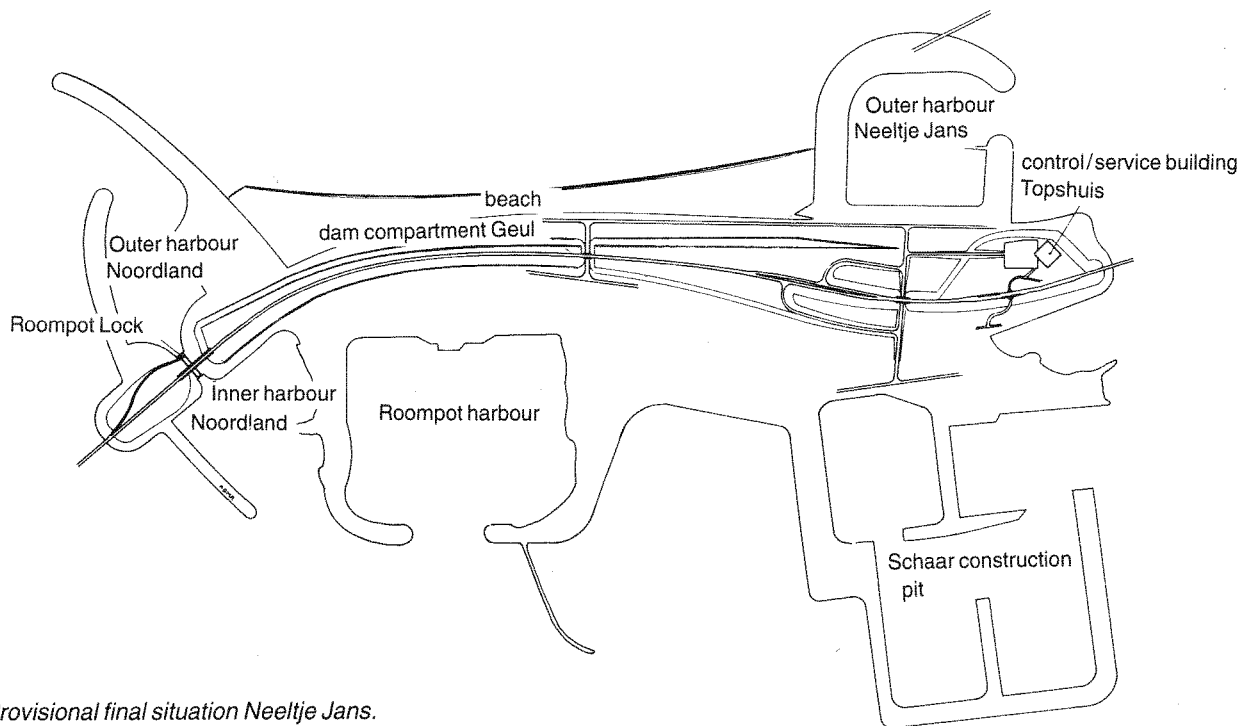 Outer harbour
Neeltje Jans
control/service building
Topshuis
beach
dam compartment Geul
Outer harbour
Noordland
Roompot Lock
Inner harbour
Noordland
Roompot harbour
Schaar construction
pit
rovisional final situation Neeltje Jans.